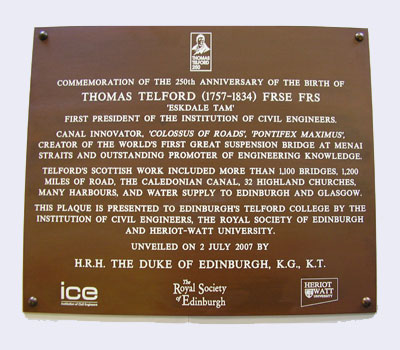 THOMAS
TELFORD
250
COMMEMORATION OF THE 250th ANNIVERSARY OF THE BIRTH OF
THOMAS TELFORD (1757-1834) FRSE FRS
'ESKDALE TAM'
FIRST PRESIDENT OF THE INSTITUTION OF CIVIL ENGINEERS.
CANAL INNOVATOR, 'COLOSSUS OF ROADS', 'PONTIFEX MAXIMUS',
CREATOR OF THE WORLD'S FIRST GREAT SUSPENSION BRIDGE AT MENAI
STRAITS AND OUTSTANDING PROMOTER OF ENGINEERING KNOWLEDGE.
TELFORD'S SCOTTISH WORK INCLUDED MORE THAN 1,100 BRIDGES, 1,200
MILES OF ROAD, THE CALEDONIAN CANAL, 32 HIGHLAND CHURCHES,
MANY HARBOURS, AND WATER SUPPLY TO EDINBURGH AND GLASGOW.
THIS PLAQUE IS PRESENTED TO EDINBURGH'S TELFORD COLLEGE BY THE
INSTITUTION OF CIVIL ENGINEERS, THE ROYAL SOCIETY OF EDINBURGH
AND HERIOT-WATT UNIVERSITY.
UNVEILED ON 2 JULY 2007 BY
H.R.H. THE DUKE OF EDINBURGH, K.G., K.T.
ice
Institution of Civil Engineers
The
Royal Society
of Edinburgh
HERIOT
WATT
UNIVERSITY